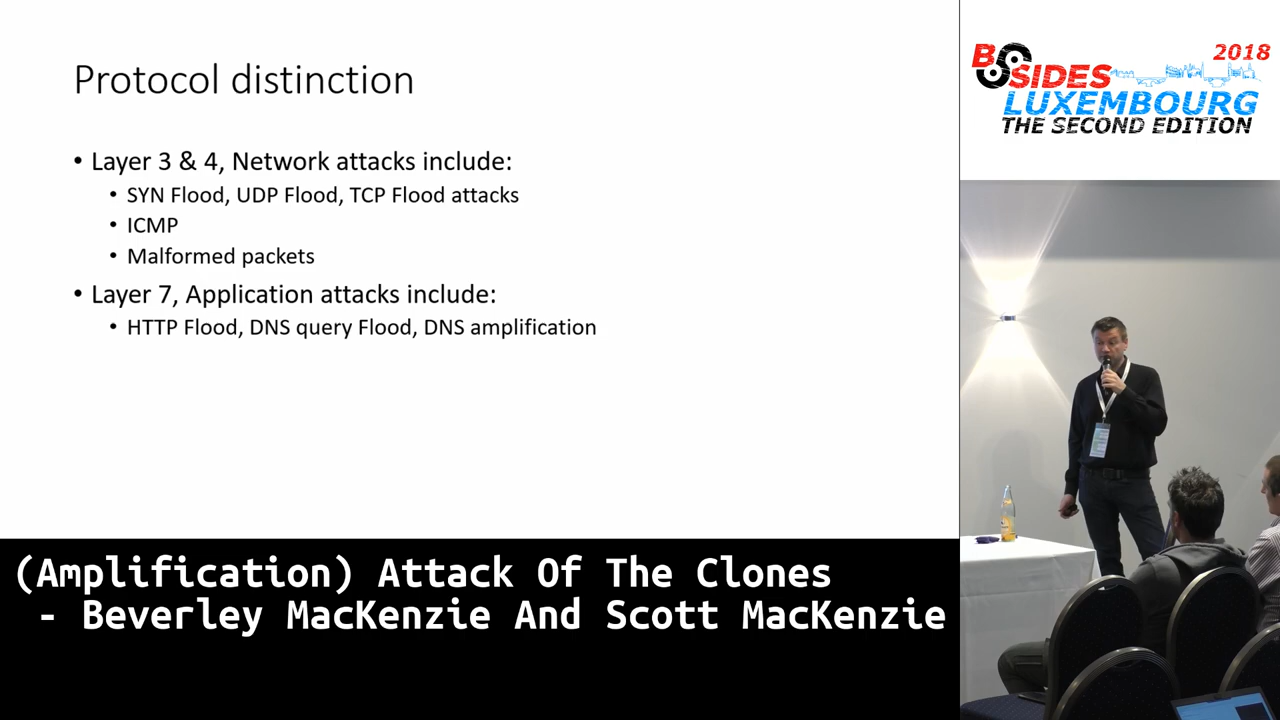 Protocol distinction
• Layer 3 & 4, Network attacks include:
• SYN Flood, UDP Flood, TCP Flood attacks
• ICMP
• Malformed packets
• Layer 7, Application attacks include:
• HTTP Flood, DNS query Flood, DNS amplification
2018
BSIDES
LUXEMBOURG
THE SECOND EDITION
(Amplification) Attack Of The Clones
- Beverley MacKenzie And Scott MacKenzie